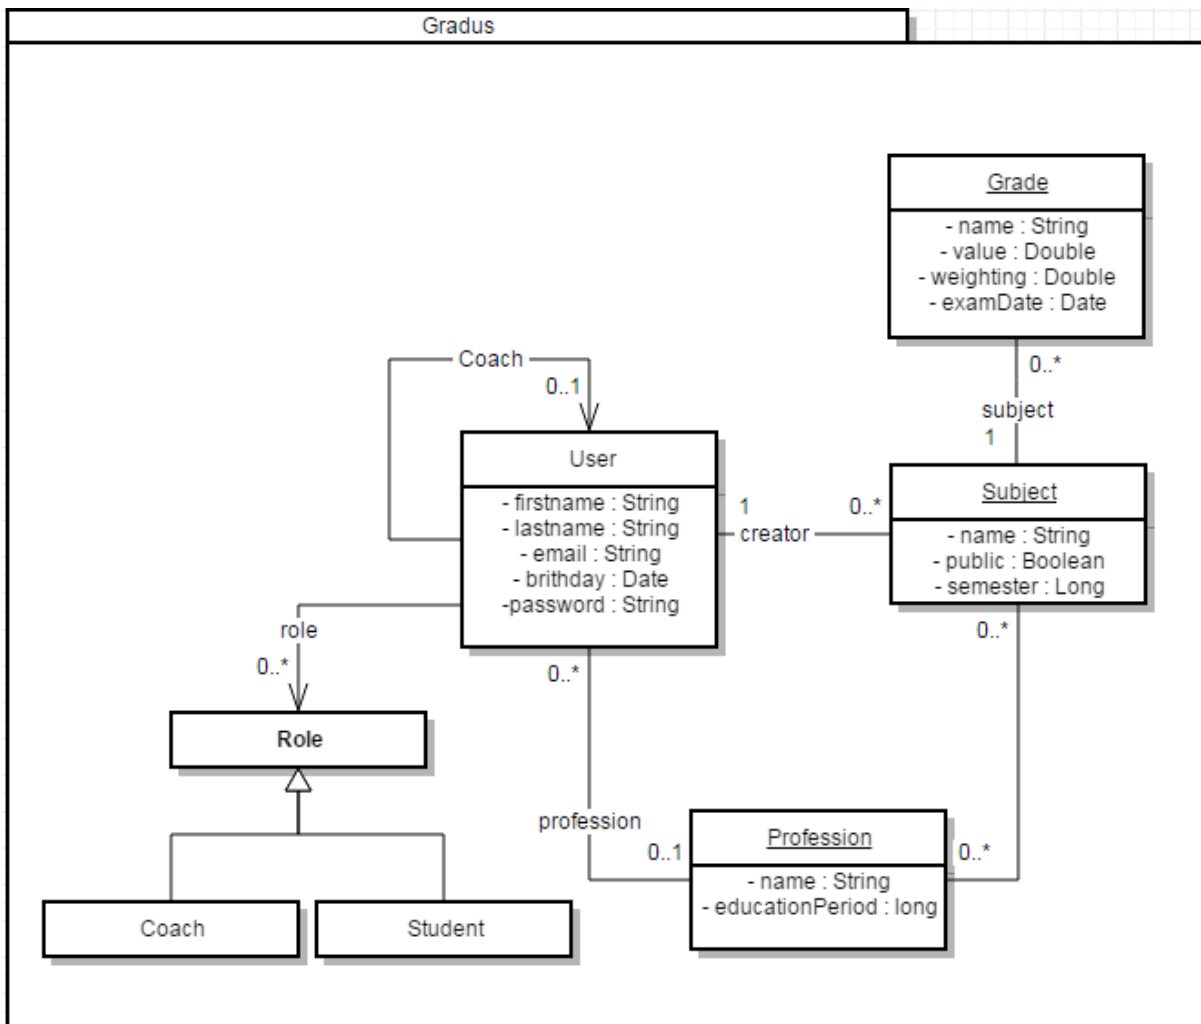 Gradus
Grade
- name : String
- value : Double
- weighting : Double
- examDate : Date
0..*
subject
1
Coach
0..1
User
- firstname : String
- lastname : String
- email : String
- brithday : Date
-password : String
1
creator
0..*
Subject
- name : String
- public : Boolean
- semester : Long
role
0..*
0..*
0..*
Role
profession
0..1
Profession
- name : String
- educationPeriod : long
0..*
Coach
Student